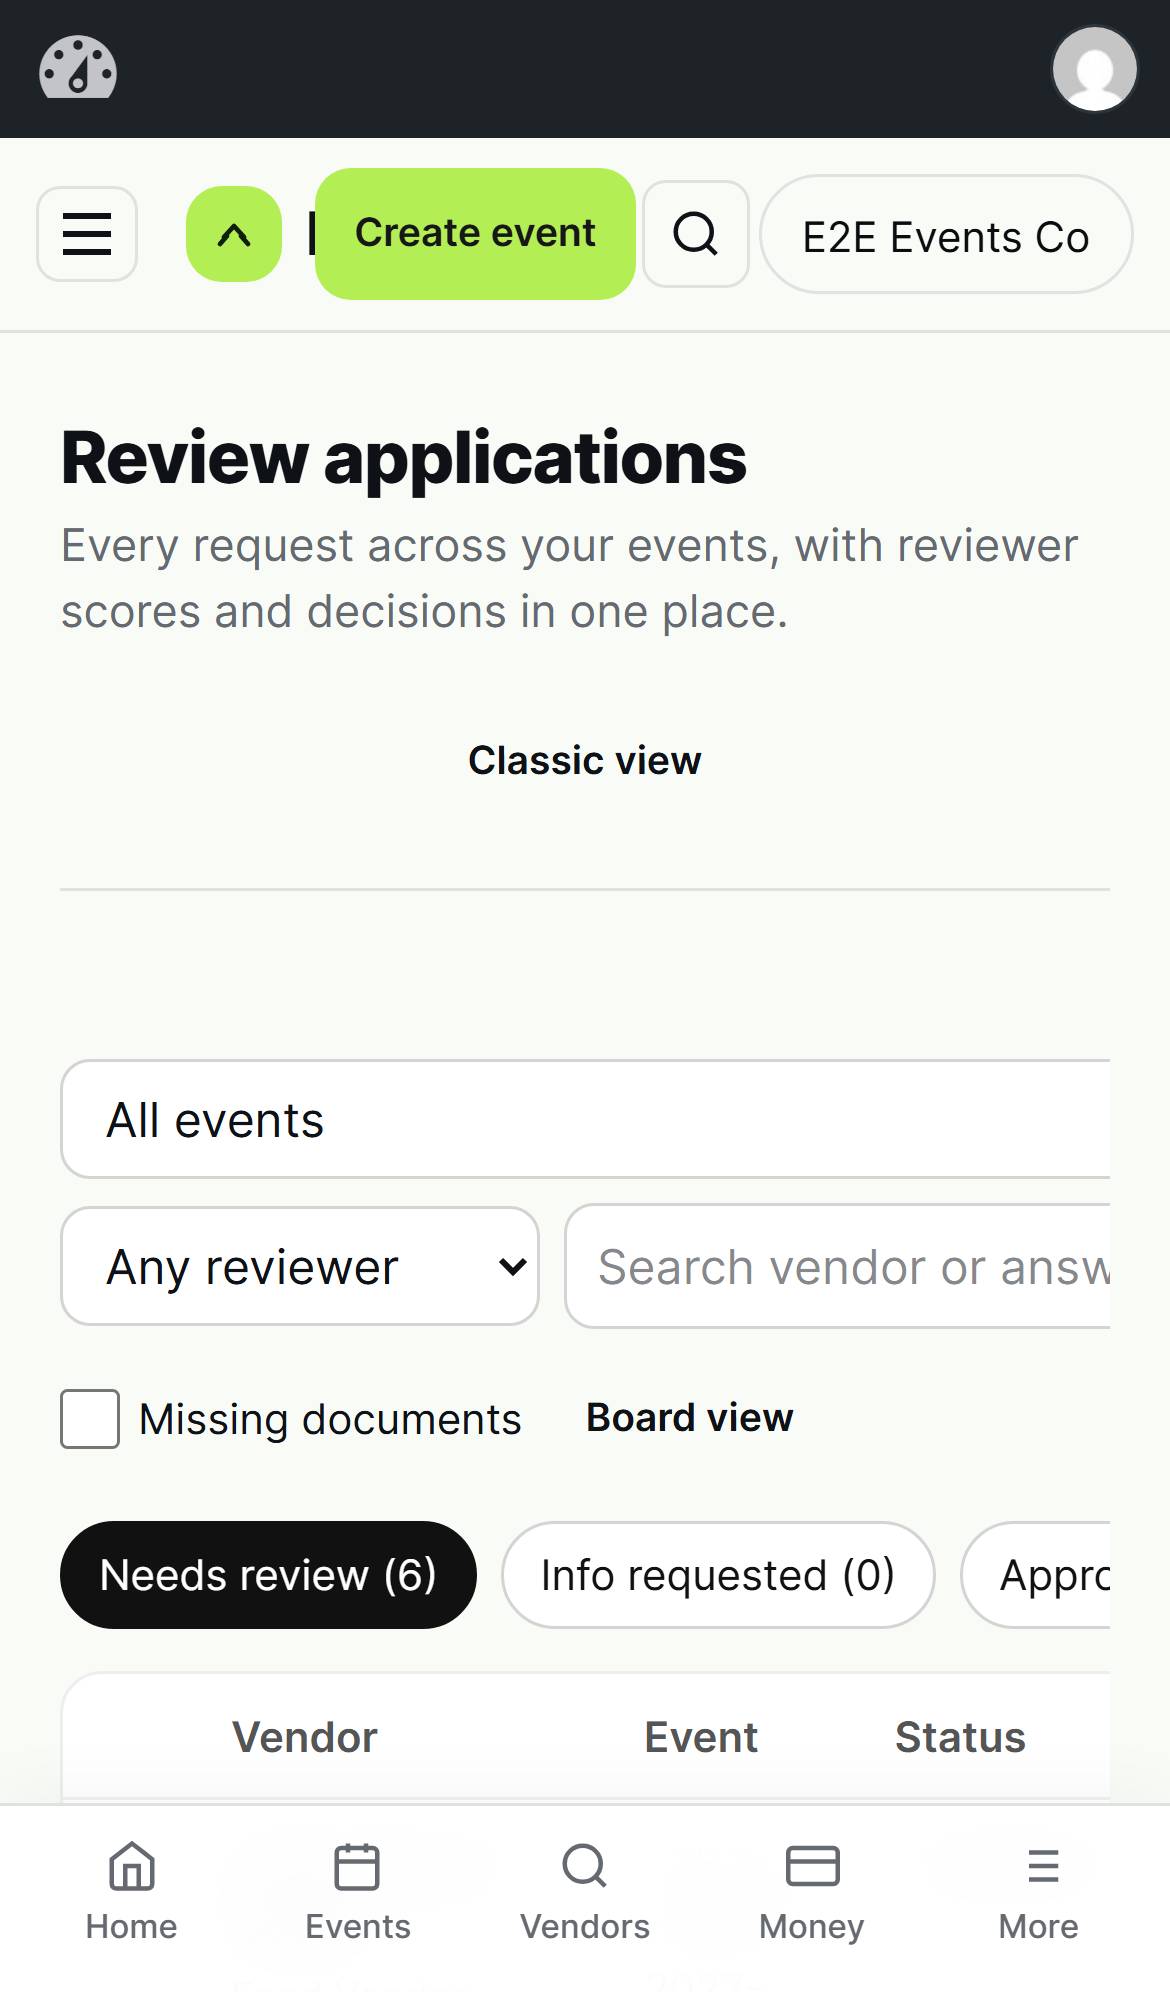 Create event
E2E Events Co
Review applications
Every request across your events, with reviewer
scores and decisions in one place.
Classic view
All events
Any reviewer
Search vendor or answ
Missing documents
Board view
Needs review (6)
Info requested (0)
Appro
Vendor
Event
Status
Home
Events
Vendors
Money
More